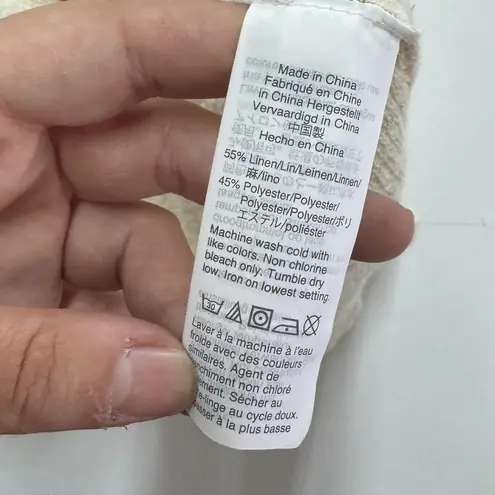 Made in China
Fabriqué en Chine
in China Hergestellt
Vervaardigd in China
中国製
Hecho en China
55% Linen/Lin/Leinen/Linnen/
麻/lino
45% Polyester/Polyester/
Polyester/Polyester/ポリ
エステル/poliéster
Machine wash cold with
like colors. Non chlorine
bleach only. Tumble dry
low, Iron on lowest setting.
30
Laver à la machine à l'eau
froide avec des couleurs
similaires. Agent de
nchiment non chloré
ement. Sécher au
e-linge au cycle doux.
asser à la plus basse